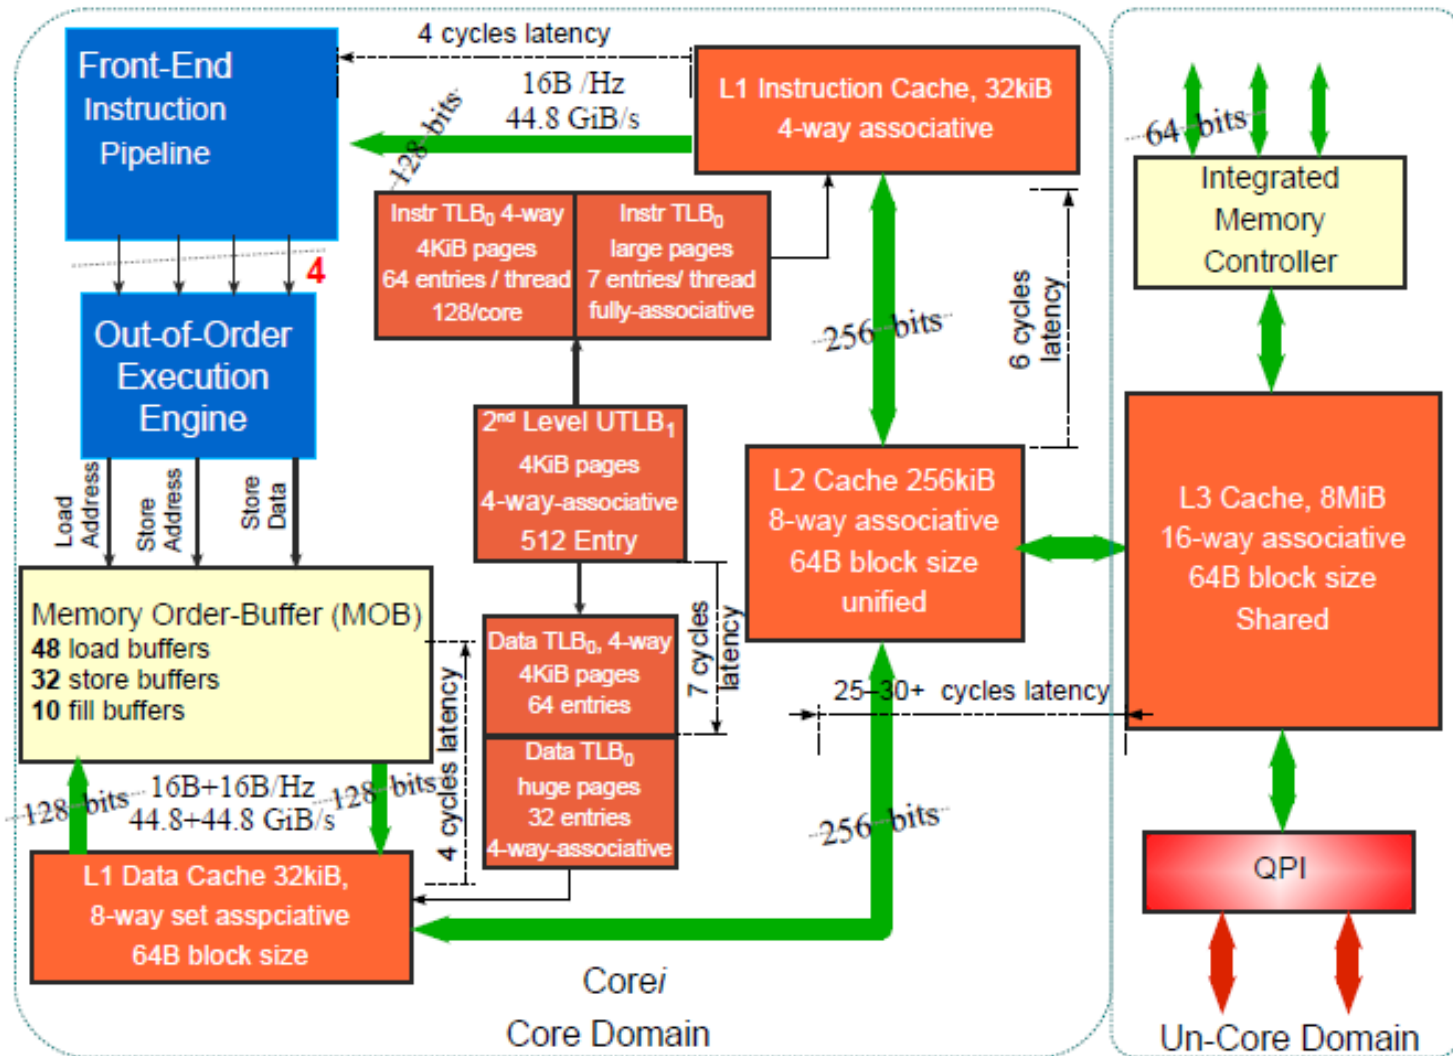 Front-End
Instruction
Pipeline
4 cycles latency
16B /Hz
44.8 GiB/s
128 bits
L1 Instruction Cache, 32kiB
4-way associative
4
Instr TLB0 4-way
4KiB pages
64 entries / thread
128/core
Instr TLB0
large pages
7 entries/ thread
fully-associative
256 bits
6 cycles
latency
64 bits
Integrated
Memory
Controller
Out-of-Order
Execution
Engine
Load
Address
Store
Address
Store
Data
2nd Level UTLB1
4KiB pages
4-way-associative
512 Entry
L2 Cache 256kiB
8-way associative
64B block size
unified
L3 Cache, 8MiB
16-way associative
64B block size
Shared
Memory Order-Buffer (MOB)
48 load buffers
32 store buffers
10 fill buffers
4 cycles latency
Data TLB0, 4-way
4KiB pages
64 entries
7 cycles
latency
Data TLB0
huge pages
32 entries
4-way-associative
25–30+ cycles latency
128 bits
16B+16B/Hz
44.8+44.8 GiB/s
128 bits
256 bits
L1 Data Cache 32kiB,
8-way set asspciative
64B block size
QPI
Corei
Core Domain
Un-Core Domain